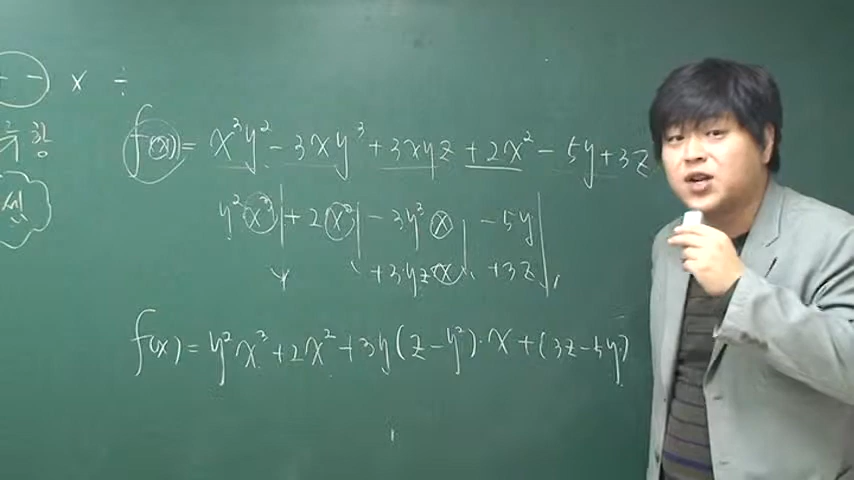 - × ÷
f(x) = x³y² - 3xy³ + 3xyz + 2x² - 5y + 3z
항
식
y²x³ + 2x² - 3y³x - 5y
+3yzx + 3z
f(x) = y²x³ + 2x² + 3y(z - y²)·x + (3z - 5y)